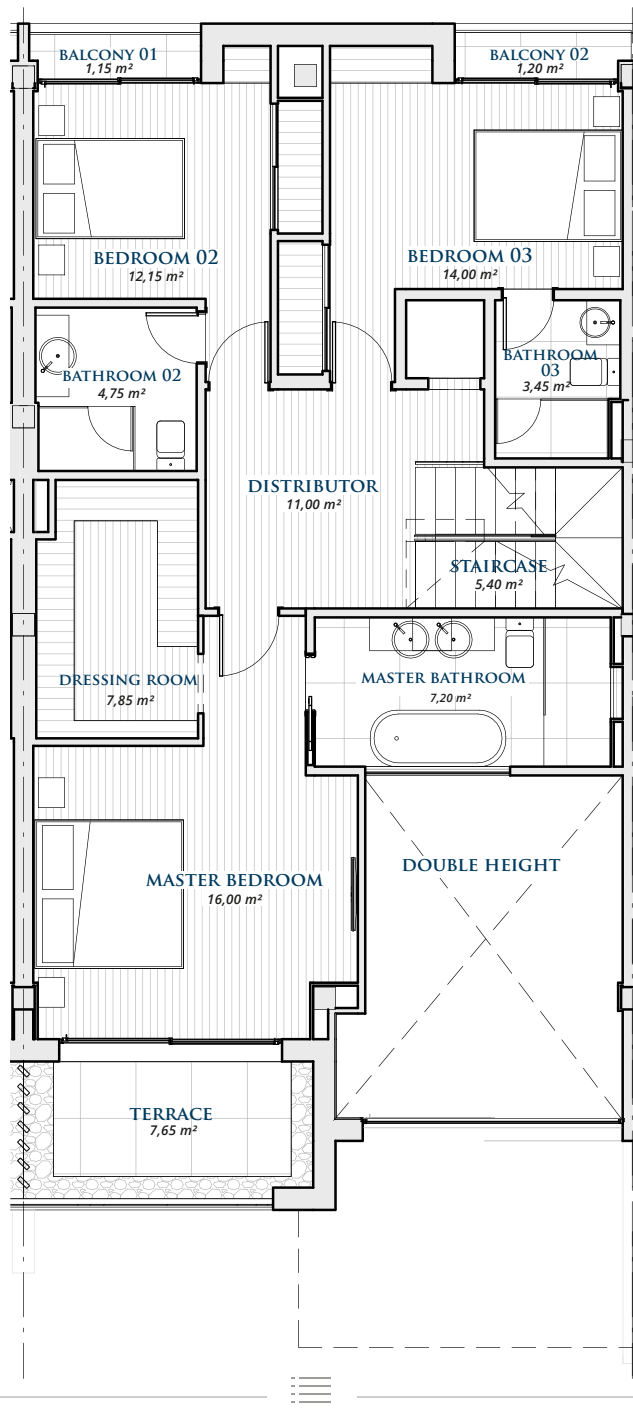 BALCONY 01
1,15 m²
BALCONY 02
1,20 m²
BEDROOM 02
12,15 m²
BEDROOM 03
14,00 m²
BATHROOM 02
4,75 m²
BATHROOM
03
3,45 m²
DISTRIBUTOR
11,00 m²
STAIRCASE
5,40 m²
DRESSING ROOM
7,85 m²
MASTER BATHROOM
7,20 m²
MASTER BEDROOM
16,00 m²
DOUBLE HEIGHT
TERRACE
7,65 m²